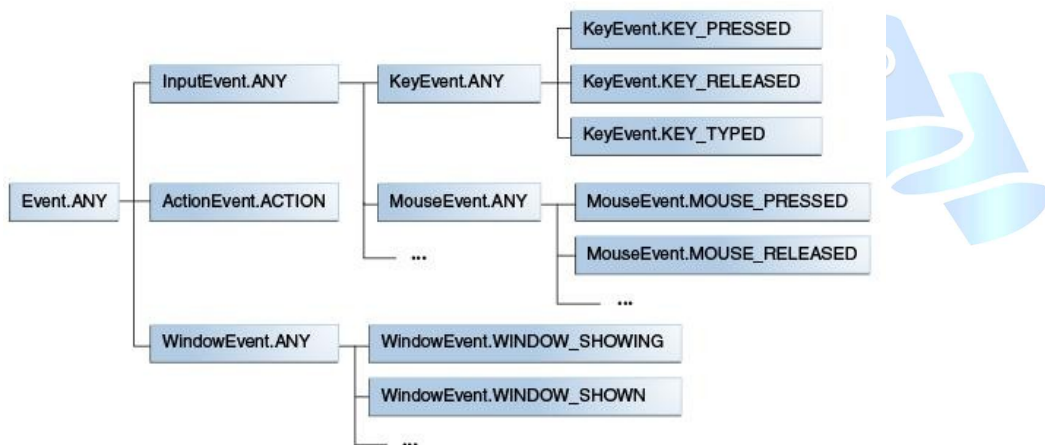 Event.ANY
InputEvent.ANY
KeyEvent.ANY
KeyEvent.KEY_PRESSED
KeyEvent.KEY_RELEASED
KeyEvent.KEY_TYPED
MouseEvent.ANY
MouseEvent.MOUSE_PRESSED
MouseEvent.MOUSE_RELEASED
...
...
ActionEvent.ACTION
WindowEvent.ANY
WindowEvent.WINDOW_SHOWING
WindowEvent.WINDOW_SHOWN
...